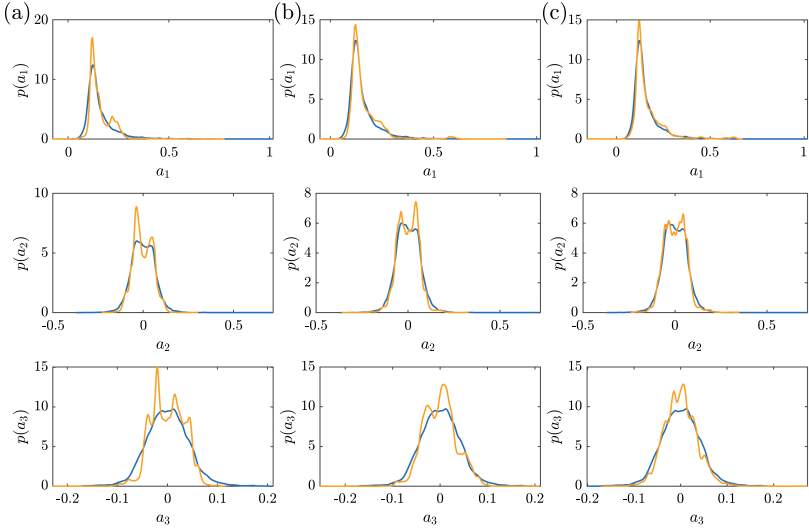 (a) (b) (c)
20 15 15
p(a₁) p(a₁) p(a₁)
10 10 10
5 5
0 0 0
0 0.5 1 0 0.5 1 0 0.5 1
a₁ a₁ a₁
10 8 8
6 6
p(a₂) p(a₂) p(a₂)
5 4 4
2 2
0 0 0
-0.5 0 0.5 -0.5 0 0.5 -0.5 0 0.5
a₂ a₂ a₂
15 15 15
p(a₃) p(a₃) p(a₃)
10 10 10
5 5 5
0 0 0
-0.2 -0.1 0 0.1 0.2 -0.2 -0.1 0 0.1 0.2 -0.2 -0.1 0 0.1 0.2
a₃ a₃ a₃